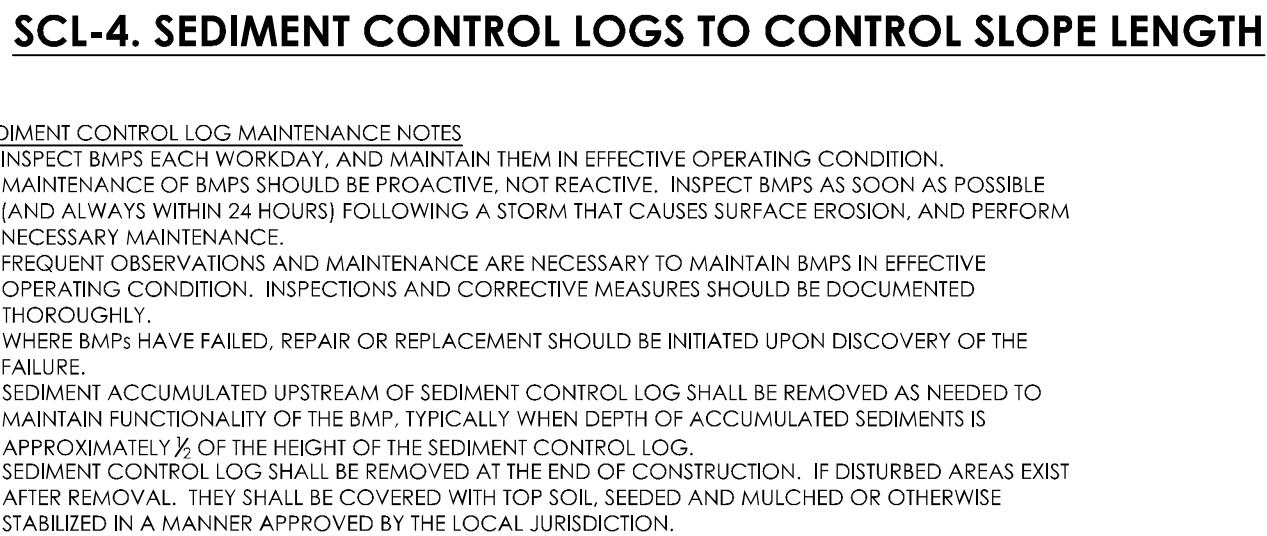 SCL-4. SEDIMENT CONTROL LOGS TO CONTROL SLOPE LENGTH
DIMENT CONTROL LOG MAINTENANCE NOTES
INSPECT BMPS EACH WORKDAY, AND MAINTAIN THEM IN EFFECTIVE OPERATING CONDITION.
MAINTENANCE OF BMPS SHOULD BE PROACTIVE, NOT REACTIVE. INSPECT BMPS AS SOON AS POSSIBLE
(AND ALWAYS WITHIN 24 HOURS) FOLLOWING A STORM THAT CAUSES SURFACE EROSION, AND PERFORM
NECESSARY MAINTENANCE.
FREQUENT OBSERVATIONS AND MAINTENANCE ARE NECESSARY TO MAINTAIN BMPS IN EFFECTIVE
OPERATING CONDITION. INSPECTIONS AND CORRECTIVE MEASURES SHOULD BE DOCUMENTED
THOROUGHLY.
WHERE BMPs HAVE FAILED, REPAIR OR REPLACEMENT SHOULD BE INITIATED UPON DISCOVERY OF THE
FAILURE.
SEDIMENT ACCUMULATED UPSTREAM OF SEDIMENT CONTROL LOG SHALL BE REMOVED AS NEEDED TO
MAINTAIN FUNCTIONALITY OF THE BMP, TYPICALLY WHEN DEPTH OF ACCUMULATED SEDIMENTS IS
APPROXIMATELY ½ OF THE HEIGHT OF THE SEDIMENT CONTROL LOG.
SEDIMENT CONTROL LOG SHALL BE REMOVED AT THE END OF CONSTRUCTION. IF DISTURBED AREAS EXIST
AFTER REMOVAL. THEY SHALL BE COVERED WITH TOP SOIL, SEEDED AND MULCHED OR OTHERWISE
STABILIZED IN A MANNER APPROVED BY THE LOCAL JURISDICTION.